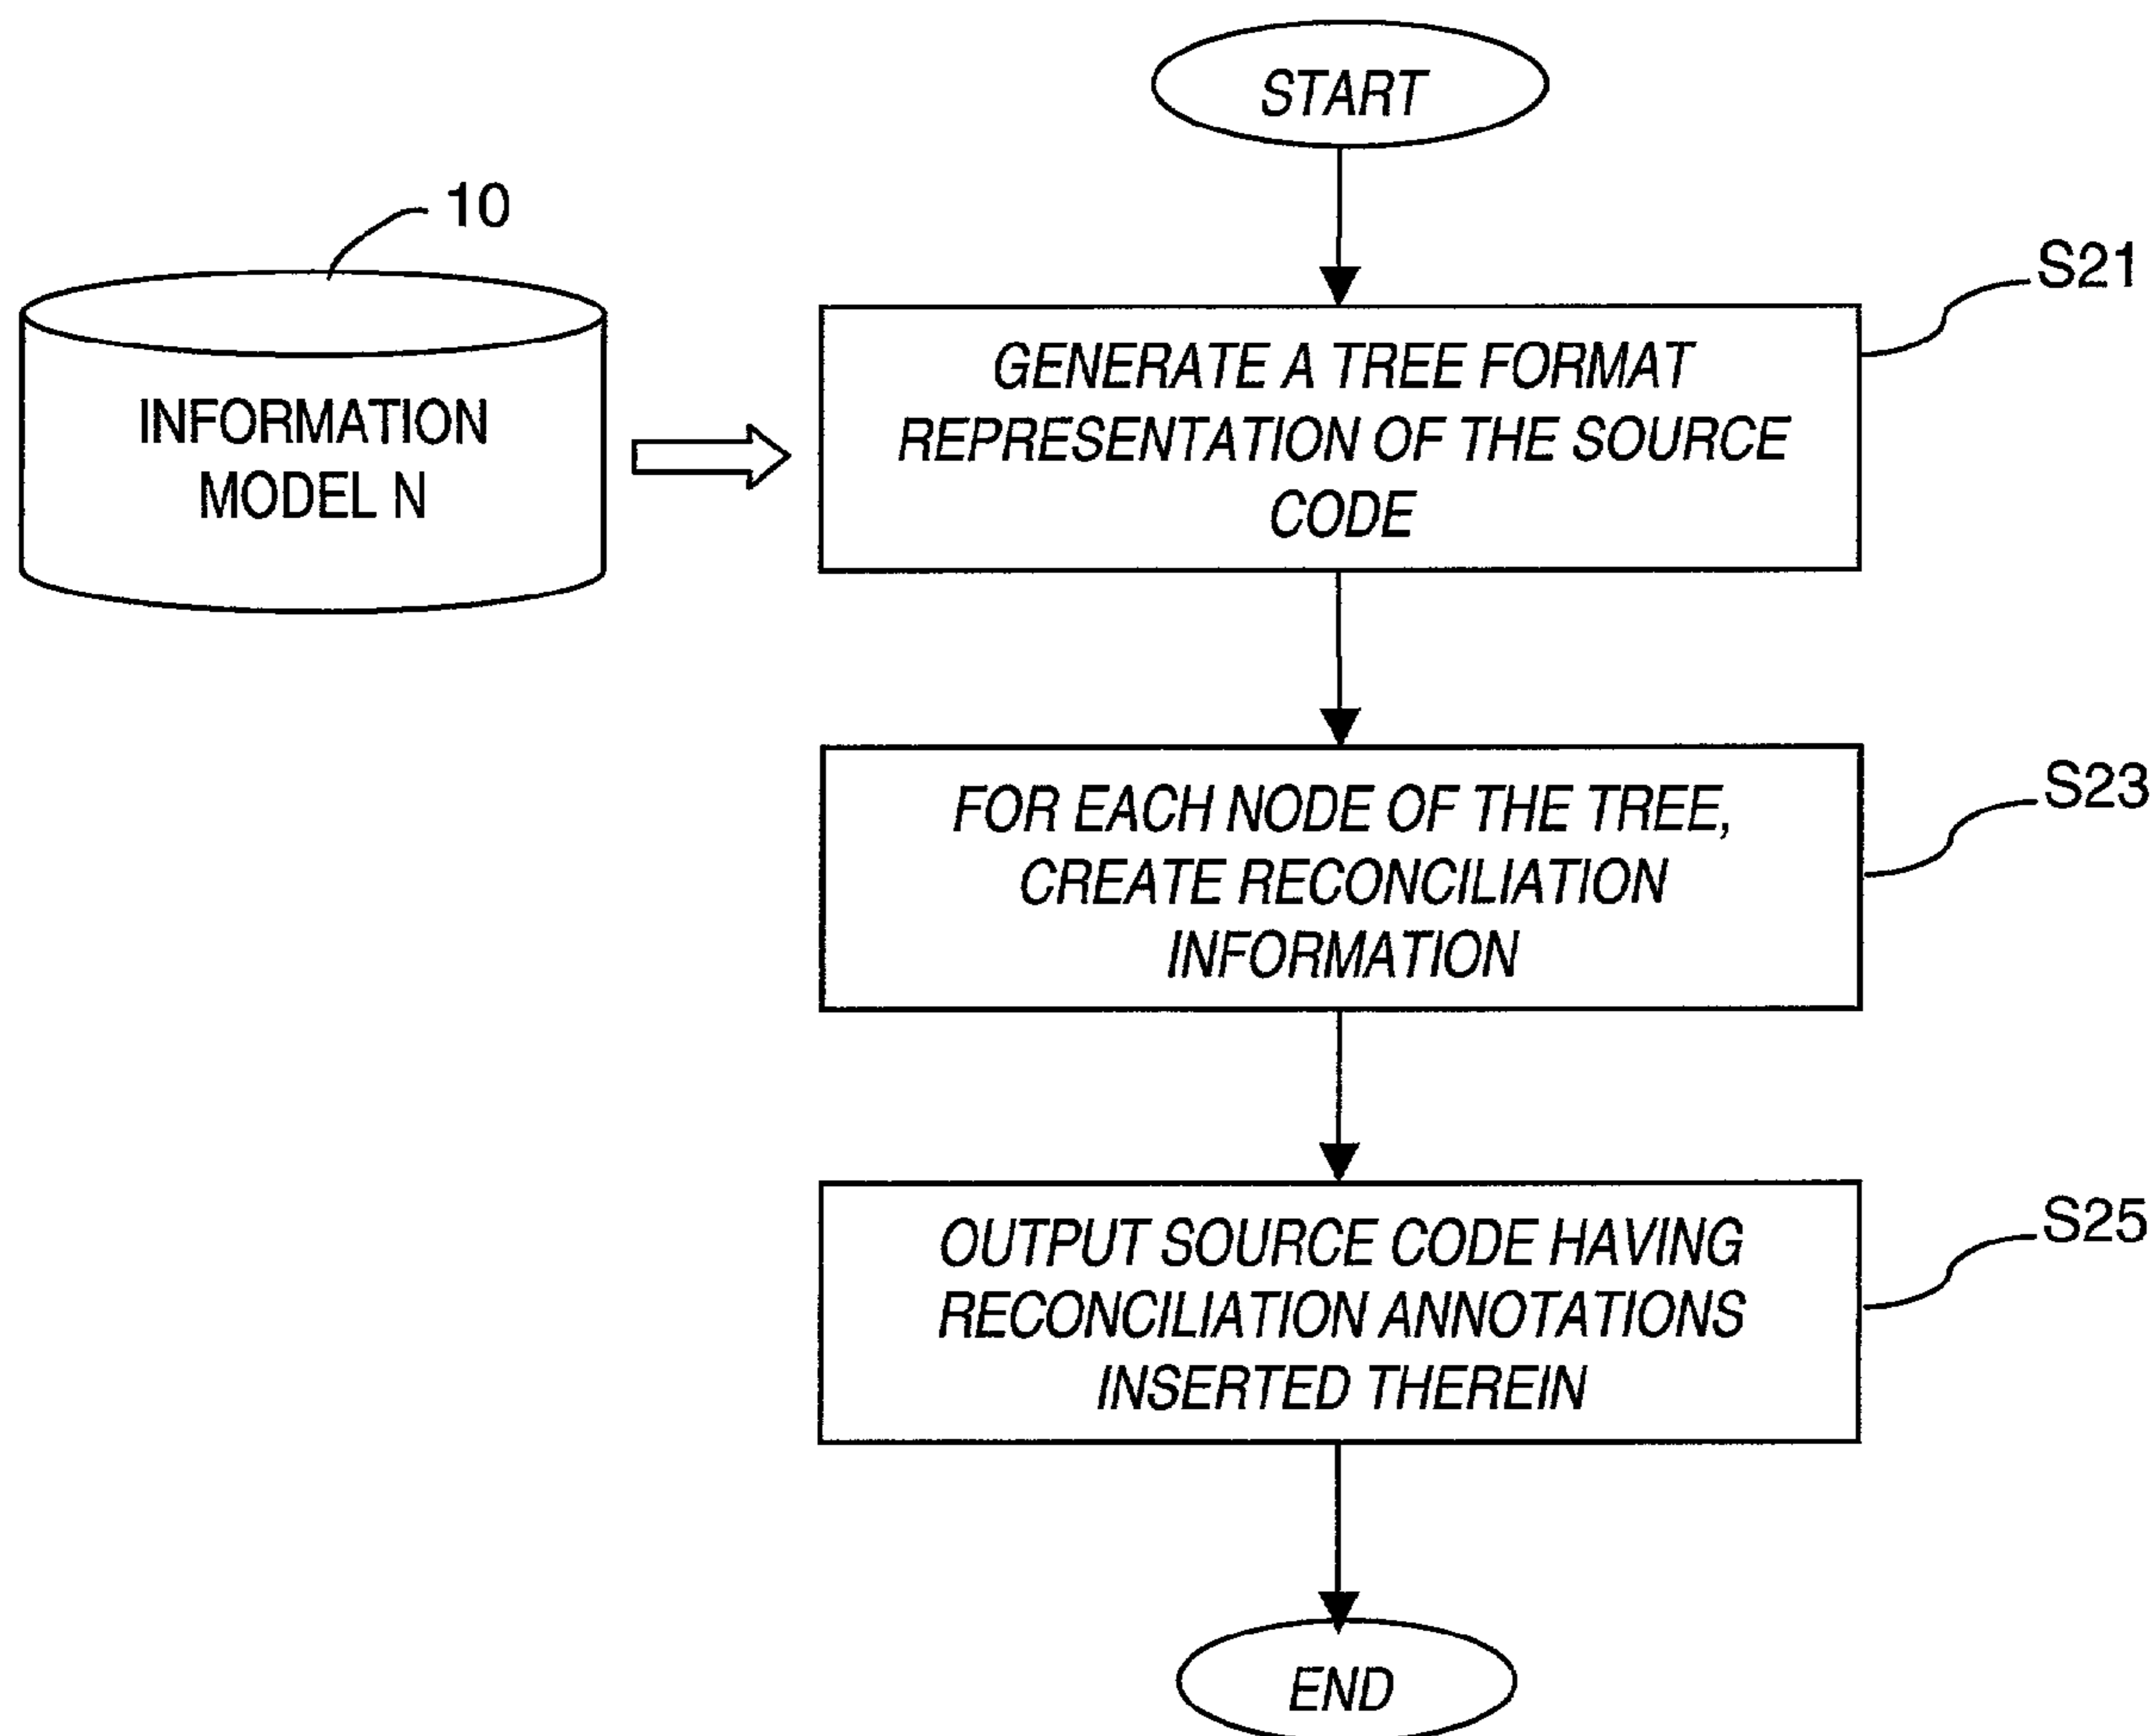 START
10
INFORMATION
MODEL N
S21
GENERATE A TREE FORMAT
REPRESENTATION OF THE SOURCE
CODE
S23
FOR EACH NODE OF THE TREE,
CREATE RECONCILIATION
INFORMATION
S25
OUTPUT SOURCE CODE HAVING
RECONCILIATION ANNOTATIONS
INSERTED THEREIN
END